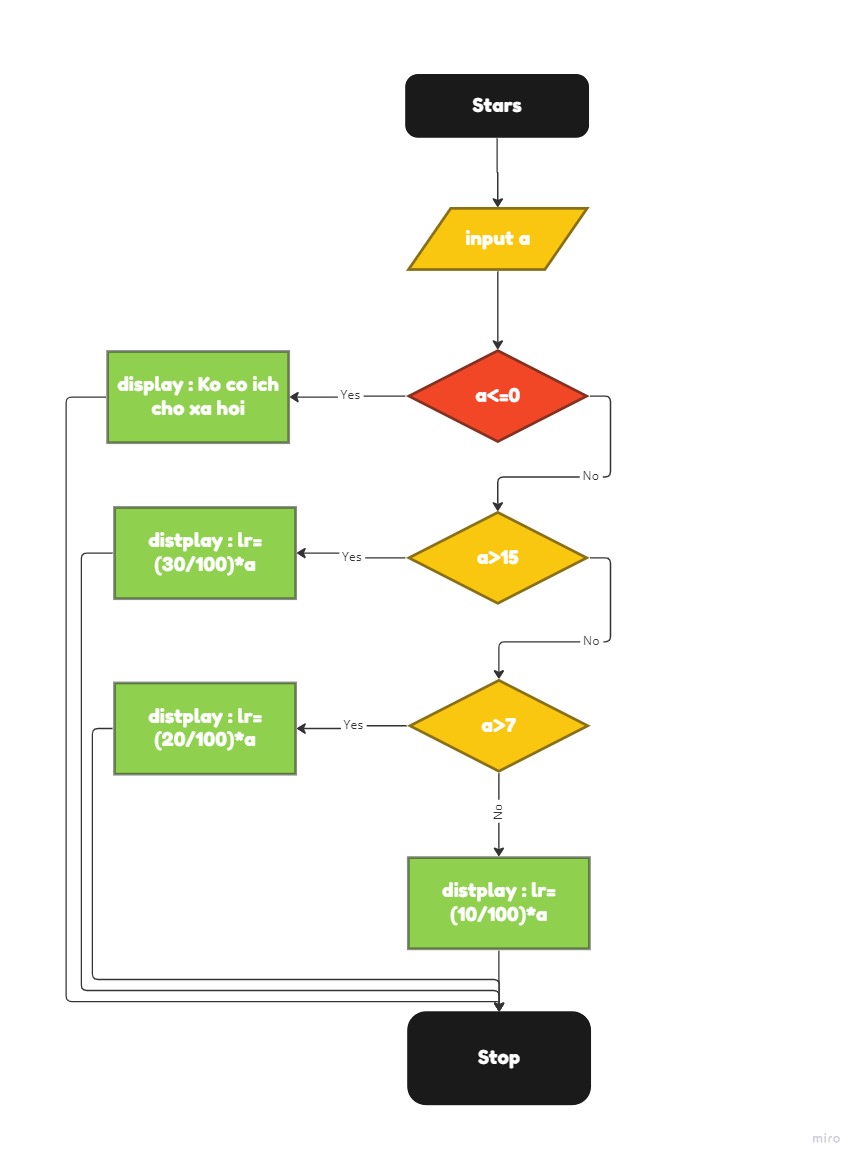 Stars
input a
display : Ko co ich
cho xa hoi
Yes
a<=0
No
distplay : lr=
(30/100)*a
Yes
a>15
No
distplay : lr=
(20/100)*a
Yes
a>7
No
distplay : lr=
(10/100)*a
Stop
miro